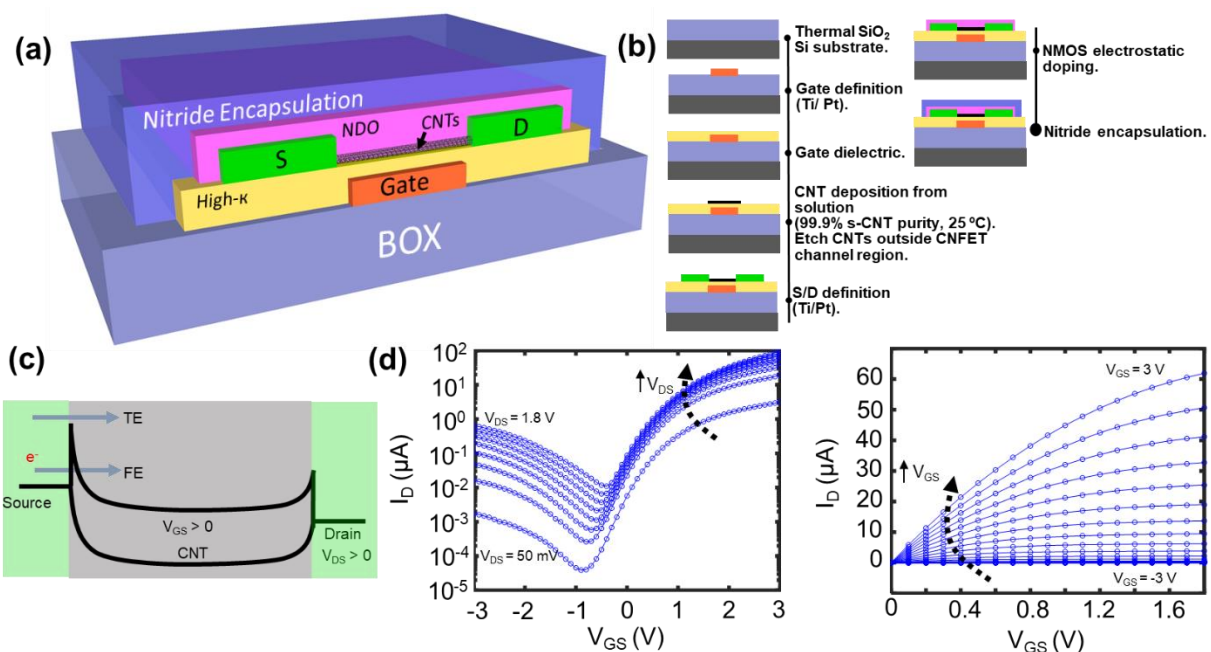 (a)
Nitride Encapsulation
NDO
CNTs
S
D
High-κ
Gate
BOX
(b)
Thermal SiO2
Si substrate.
Gate definition
(Ti/ Pt).
Gate dielectric.
CNT deposition from
solution
(99.9% s-CNT purity, 25 ºC).
Etch CNTs outside CNFET
channel region.
S/D definition
(Ti/Pt).
NMOS electrostatic
doping.
Nitride encapsulation.
(c)
TE
e-
FE
Source
VGS > 0
CNT
Drain
VDS > 0
(d)
ID (µA)
10^2
10^1
10^0
10^-1
10^-2
10^-3
10^-4
10^-5
↑ VDS
VDS = 1.8 V
VDS = 50 mV
-3 -2 -1 0 1 2 3
VGS (V)
ID (µA)
60
50
40
30
20
10
0
VGS = 3 V
↑ VGS
VGS = -3 V
0 0.4 0.8 1.2 1.6
VGS (V)